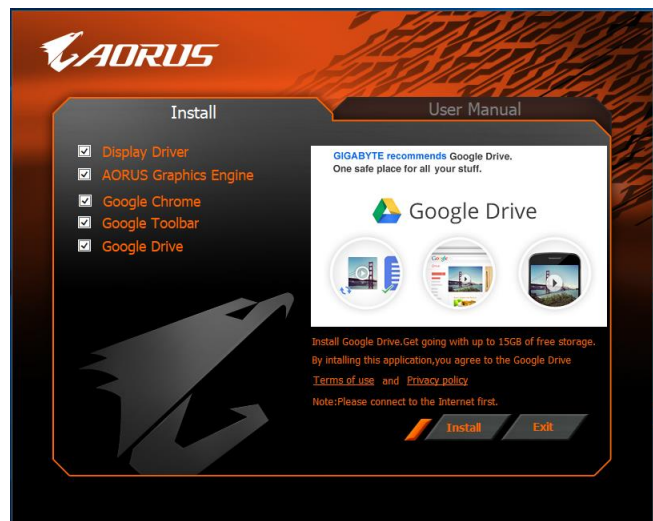 AORUS
Install
User Manual
Display Driver
AORUS Graphics Engine
Google Chrome
Google Toolbar
Google Drive
GIGABYTE recommends Google Drive.
One safe place for all your stuff.
Google Drive
Google
Install Google Drive.Get going with up to 15GB of free storage.
By intalling this application,you agree to the Google Drive
Terms of use and Privacy policy
Note:Please connect to the Internet first.
Install
Exit